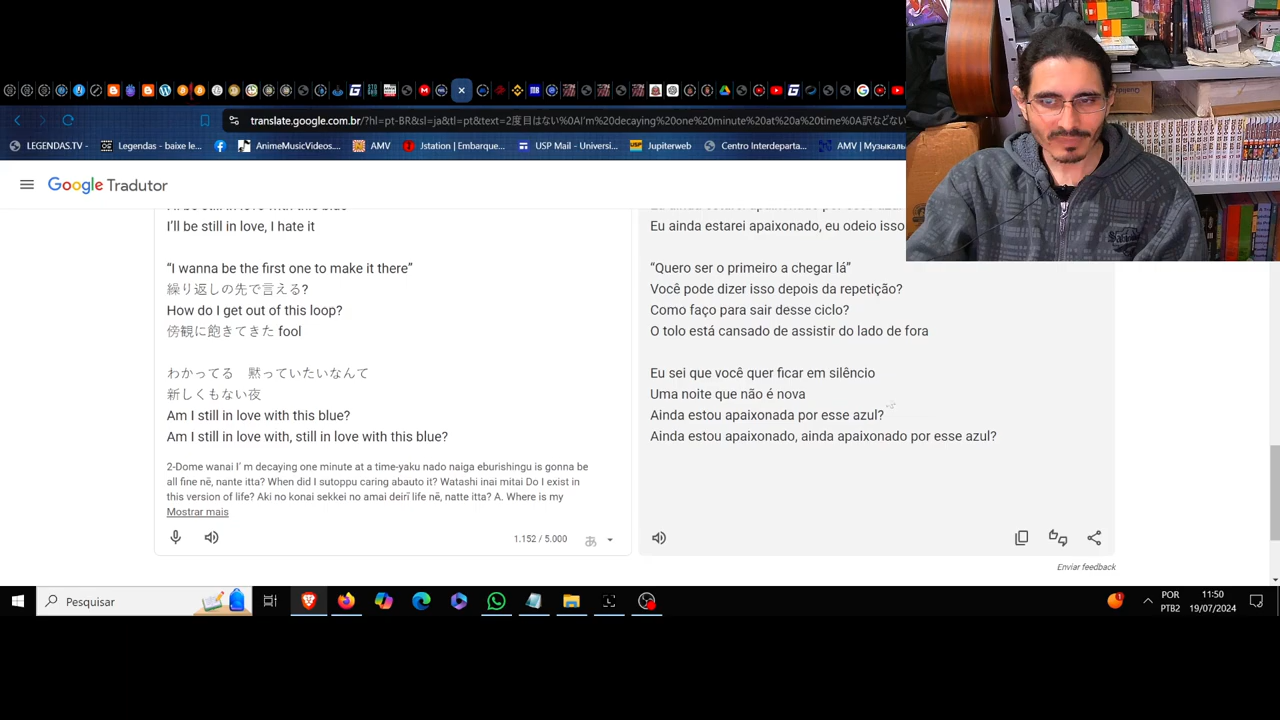 translate.google.com.br/?hl=pt-BR&sl=ja&tl=pt&text=2度目はない%0AI'm%20decaying%20one%20minute%20at%20a%20time%0A訳などない
LEGENDAS.TV -
Legendas - baixe le...
AnimeMusicVideos....
AMV
Jstation | Embarque...
USP Mail - Universi...
Jupiterweb
Centro Interdeparta...
AMV | Музыкаль
Google Tradutor
I'll be still in love, I hate it
“I wanna be the first one to make it there”
繰り返しの先で言える?
How do I get out of this loop?
傍観に飽きてきた fool
わかってる　黙っていたいなんて
新しくもない夜
Am I still in love with this blue?
Am I still in love with, still in love with this blue?
2-Dome wanai I’ m decaying one minute at a time-yaku nado naiga eburishingu is gonna be
all fine nē, nante itta? When did I sutoppu caring abauto it? Watashi inai mitai Do I exist in
this version of life? Aki no konai sekkei no amai deirī life nē, natte itta? A. Where is my
Mostrar mais
1.152 / 5.000
あ
Eu ainda estarei apaixonado, eu odeio isso
“Quero ser o primeiro a chegar lá”
Você pode dizer isso depois da repetição?
Como faço para sair desse ciclo?
O tolo está cansado de assistir do lado de fora
Eu sei que você quer ficar em silêncio
Uma noite que não é nova
Ainda estou apaixonada por esse azul?
Ainda estou apaixonado, ainda apaixonado por esse azul?
Enviar feedback
Pesquisar
POR
PTB2
11:50
19/07/2024